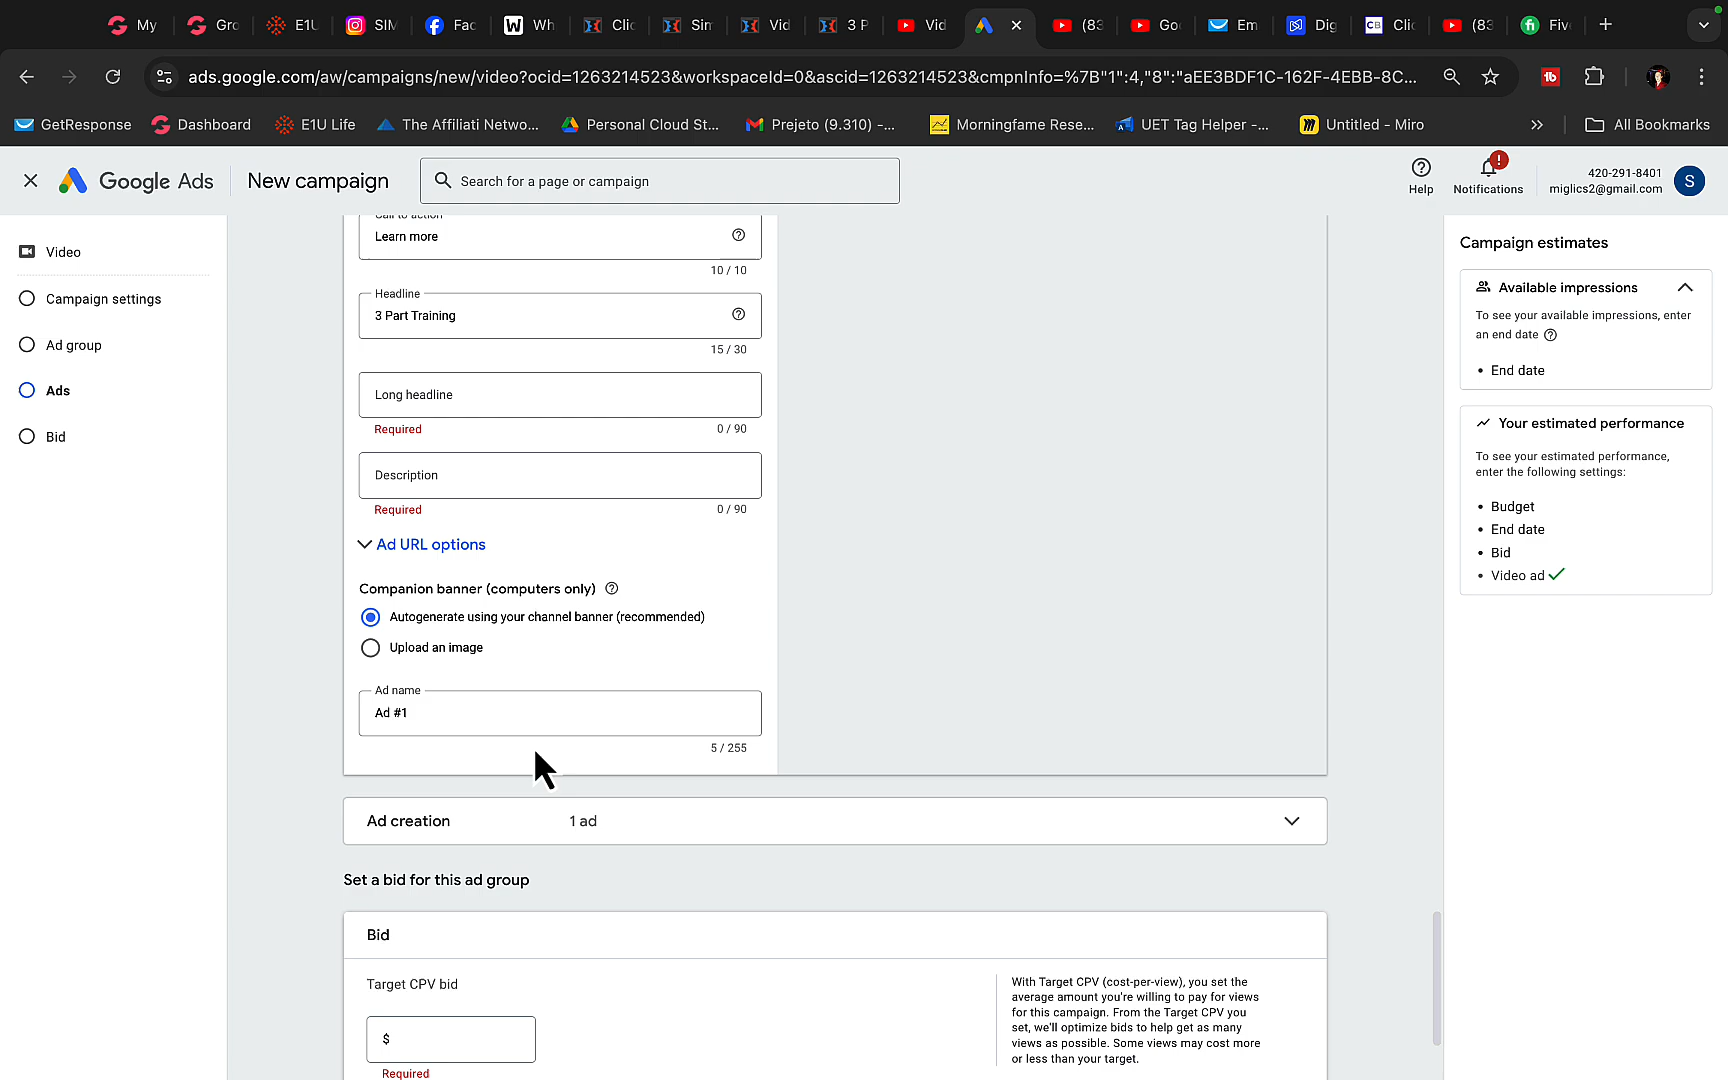 My
Gro
E1U
SIM
Fac
Wh
Clic
Sim
Vid
3 P
Vid
(83
Go
Em
Dig
Clic
(83
Five
ads.google.com/aw/campaigns/new/video?ocid=1263214523&workspaceId=0&ascid=1263214523&cmpnInfo=%7B"1":4,"8":"aEE3BDF1C-162F-4EBB-8C...
GetResponse
Dashboard
E1U Life
The Affiliati Netwo...
Personal Cloud St...
Prejeto (9.310) -...
Morningfame Rese...
UET Tag Helper -...
Untitled - Miro
All Bookmarks
Google Ads
New campaign
Search for a page or campaign
Help
Notifications
420-291-8401
miglics2@gmail.com
S
Video
Campaign settings
Ad group
Ads
Bid
Call to action
Learn more
10 / 10
Headline
3 Part Training
15 / 30
Long headline
Required
0 / 90
Description
Required
0 / 90
Ad URL options
Companion banner (computers only)
Autogenerate using your channel banner (recommended)
Upload an image
Ad name
Ad #1
5 / 255
Ad creation
1 ad
Set a bid for this ad group
Bid
Target CPV bid
$
Required
With Target CPV (cost-per-view), you set the
average amount you're willing to pay for views
for this campaign. From the Target CPV you
set, we'll optimize bids to help get as many
views as possible. Some views may cost more
or less than your target.
Campaign estimates
Available impressions
To see your available impressions, enter
an end date
• End date
Your estimated performance
To see your estimated performance,
enter the following settings:
• Budget
• End date
• Bid
• Video ad